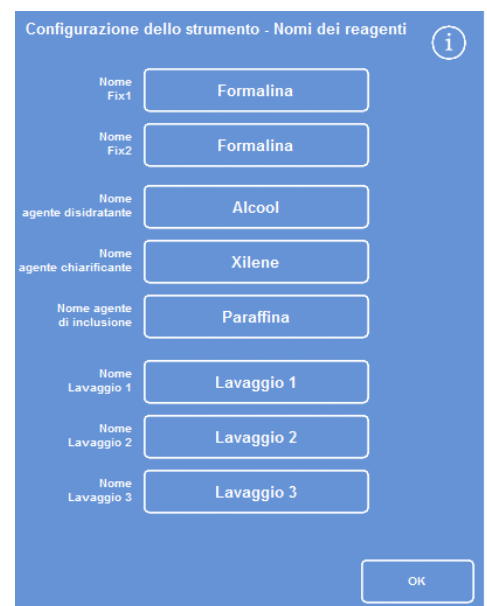 Configurazione dello strumento - Nomi dei reagenti
i
Nome
Fix1
Formalina
Nome
Fix2
Formalina
Nome
agente disidratante
Alcool
Nome
agente chiarificante
Xilene
Nome agente
di inclusione
Paraffina
Nome
Lavaggio 1
Lavaggio 1
Nome
Lavaggio 2
Lavaggio 2
Nome
Lavaggio 3
Lavaggio 3
OK